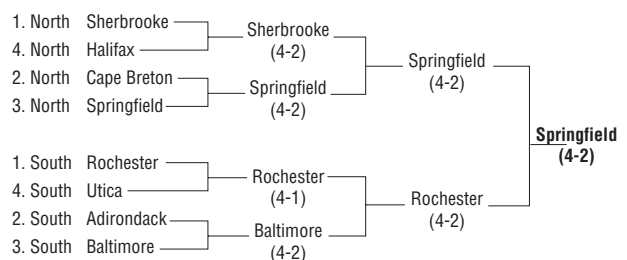 1. North Sherbrooke
4. North Halifax
2. North Cape Breton
3. North Springfield
1. South Rochester
4. South Utica
2. South Adirondack
3. South Baltimore
Sherbrooke
(4-2)
Springfield
(4-2)
Rochester
(4-1)
Baltimore
(4-2)
Springfield
(4-2)
Rochester
(4-2)
Springfield
(4-2)